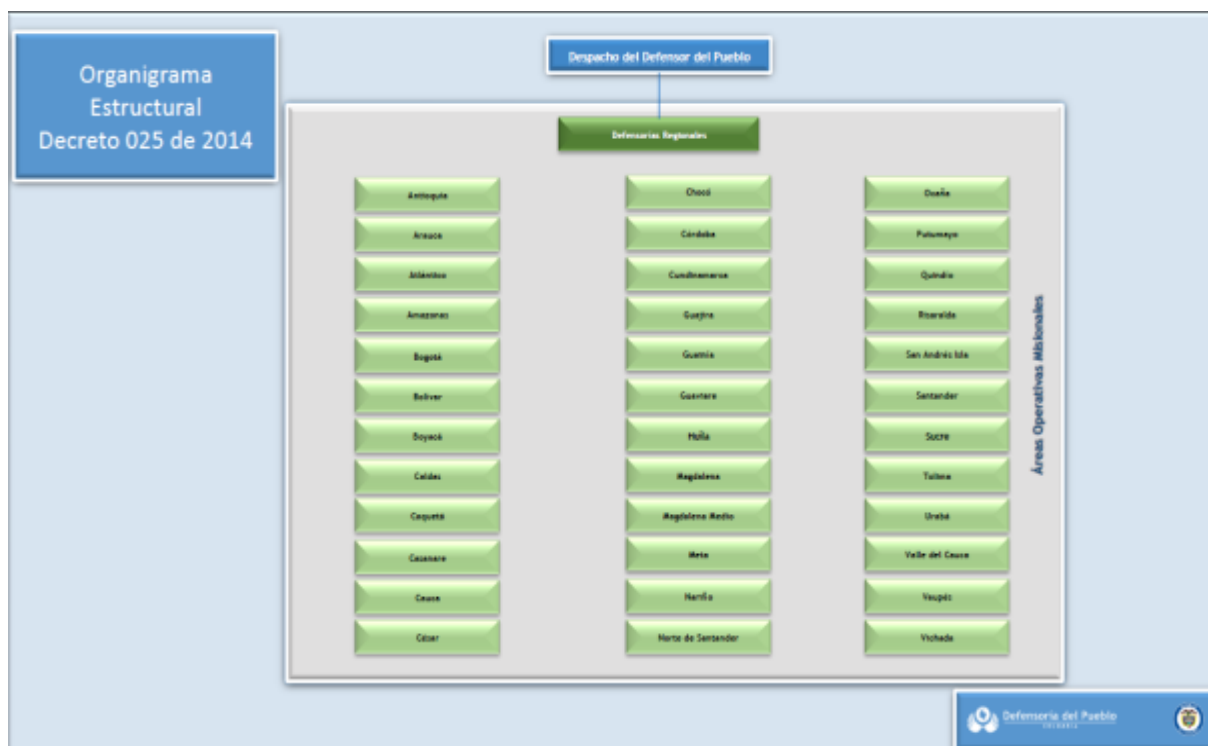 Organigrama
Estructural
Decreto 025 de 2014
Despacho del Defensor del Pueblo
Defensorías Regionales
Antioquia
Arauca
Atlántico
Amazonas
Bogotá
Bolívar
Boyacá
Caldas
Caquetá
Casanare
Cauca
César
Chocó
Córdoba
Cundinamarca
Guajira
Guainía
Guaviare
Huila
Magdalena
Magdalena Medio
Meta
Nariño
Norte de Santander
Ocaña
Putumayo
Quindío
Risaralda
San Andrés Isla
Santander
Sucre
Tolima
Urabá
Valle del Cauca
Vaupés
Vichada
Áreas Operativas Misionales
Defensoría del Pueblo
COLOMBIA